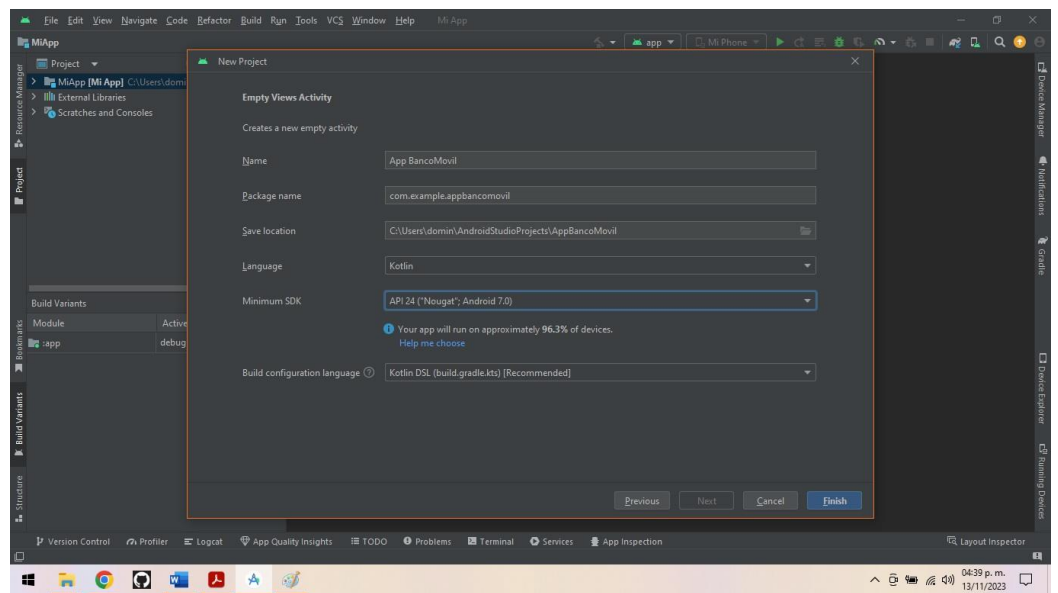 File Edit View Navigate Code Refactor Build Run Tools VCS Window Help Mi App
MiApp
app
Mi Phone
Project
MiApp [Mi App] C:\Users\domi
External Libraries
Scratches and Consoles
Resource Manager
Project
Bookmarks
Build Variants
Structure
Build Variants
Module Active
:app debug
New Project
Empty Views Activity
Creates a new empty activity
Name App BancoMovil
Package name com.example.appbancomovil
Save location C:\Users\domin\AndroidStudioProjects\AppBancoMovil
Language Kotlin
Minimum SDK API 24 ("Nougat"; Android 7.0)
Your app will run on approximately 96.3% of devices.
Help me choose
Build configuration language Kotlin DSL (build.gradle.kts) [Recommended]
Previous Next Cancel Finish
Device Manager
Notifications
Gradle
Device Explorer
Running Devices
Version Control Profiler Logcat App Quality Insights TODO Problems Terminal Services App Inspection Layout Inspector
04:39 p. m.
13/11/2023